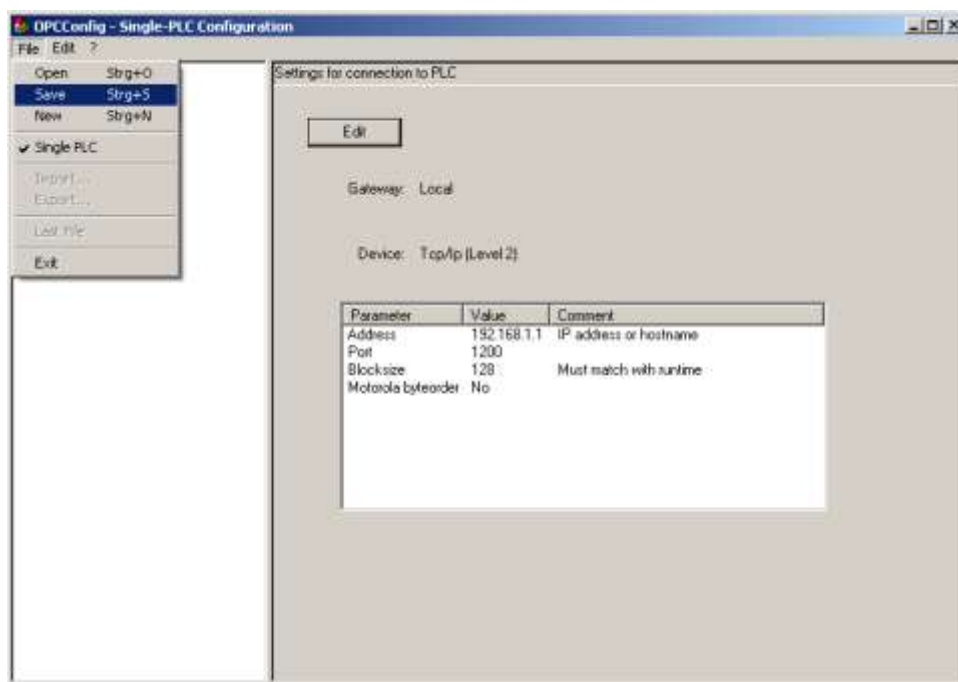 OPCConfig - Single-PLC Configuration
File Edit ?
Open Strg+O
Save Strg+S
New Strg+N
Single PLC
Import...
Export...
Last File
Exit
Settings for connection to PLC
Edit
Gateway: Local
Device: Tcp/Ip (Level 2)
Parameter Value Comment
Address 192.168.1.1 IP address or hostname
Port 1200
Blocksize 128 Must match with runtime
Motorola byteorder No